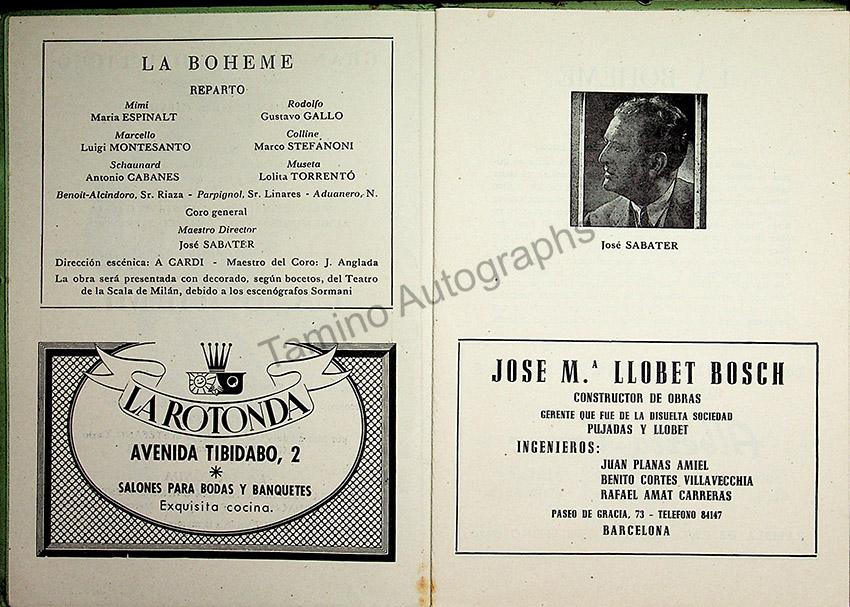 LA BOHEME
REPARTO
Mimí Rodolfo
Maria ESPINALT Gustavo GALLO
Marcello Colline
Luigi MONTESANTO Marco STEFANONI
Schaunard Museta
Antonio CABANES Lolita TORRENTÓ
Benoit-Alcindoro, Sr. Riaza - Parpignol, Sr. Linares - Aduanero, N.
Coro general
Maestro Director
José SABATER
Dirección escénica: A GARDI - Maestro del Coro: J. Anglada
La obra será presentada con decorado, según bocetos, del Teatro
de la Scala de Milán, debido a los escenógrafos Sormani
LA ROTONDA
AVENIDA TIBIDABO, 2
*
SALONES PARA BODAS Y BANQUETES
Exquisita cocina.
José SABATER
JOSE M.ª LLOBET BOSCH
CONSTRUCTOR DE OBRAS
GERENTE QUE FUE DE LA DISUELTA SOCIEDAD
PUJADAS Y LLOBET
INGENIEROS:
JUAN PLANAS AMIEL
BENITO CORTES VILLAVECCHIA
RAFAEL AMAT CARRERAS
PASEO DE GRACIA, 73 - TELEFONO 84147
BARCELONA
Tamino Autographs